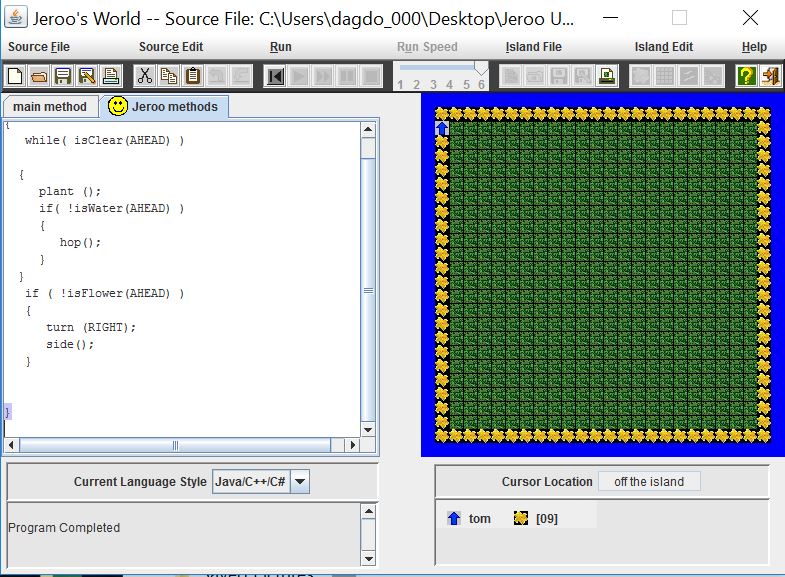 Jeroo's World -- Source File: C:\Users\dagdo_000\Desktop\Jeroo U...
Source File Source Edit Run Run Speed Island File Island Edit Help
1 2 3 4 5 6
main method Jeroo methods
{
while( isClear(AHEAD) )
{
plant ();
if( !isWater(AHEAD) )
{
hop();
}
}
if ( !isFlower(AHEAD) )
{
turn (RIGHT);
side();
}
}
Current Language Style Java/C++/C#
Cursor Location off the island
Program Completed
tom [09]